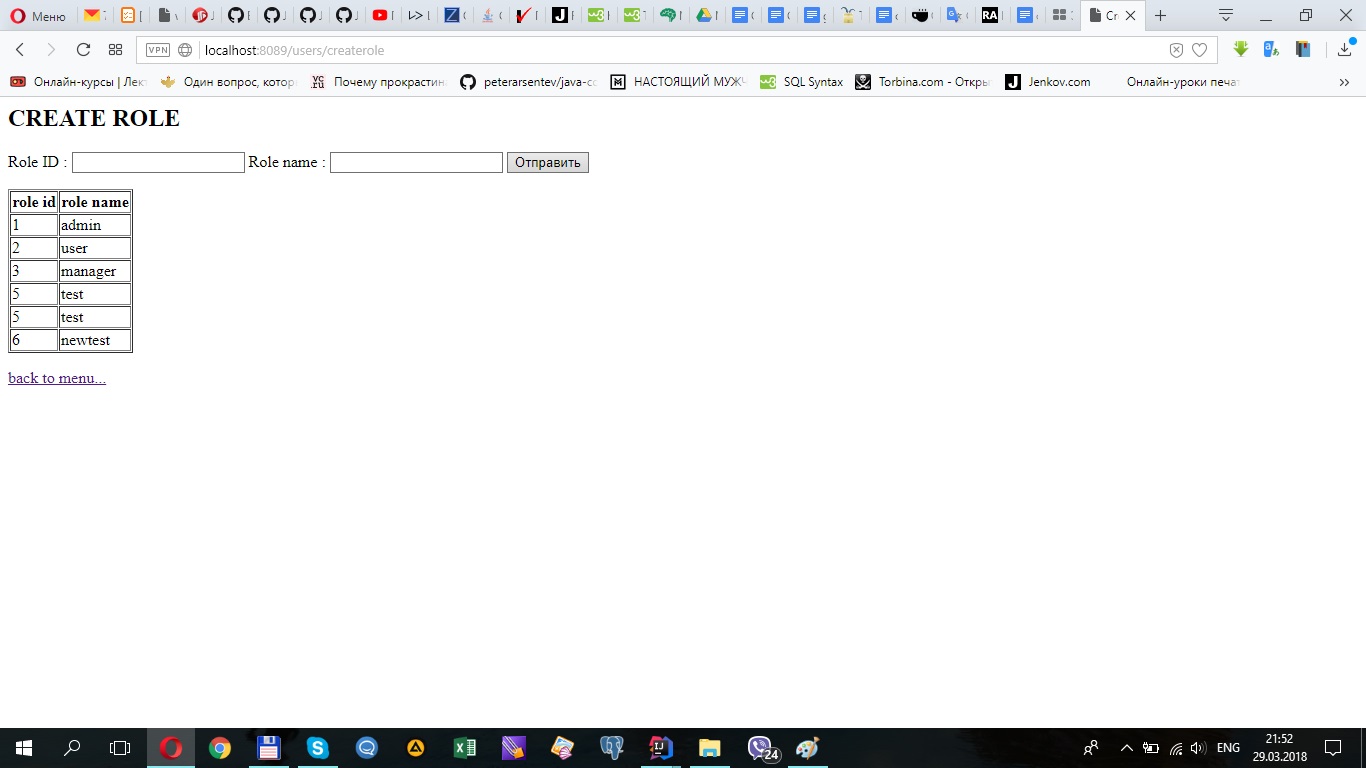 Меню
VPN localhost:8089/users/createrole
Онлайн-курсы | Лек Один вопрос, котор Почему прокрастин peterarsentev/java-co НАСТОЯЩИЙ МУЖЧ SQL Syntax Torbina.com - Откры Jenkov.com Онлайн-уроки печат
CREATE ROLE
Role ID : Role name : Отправить
role id role name
1 admin
2 user
3 manager
5 test
5 test
6 newtest
back to menu...
24 ENG 21:52
29.03.2018